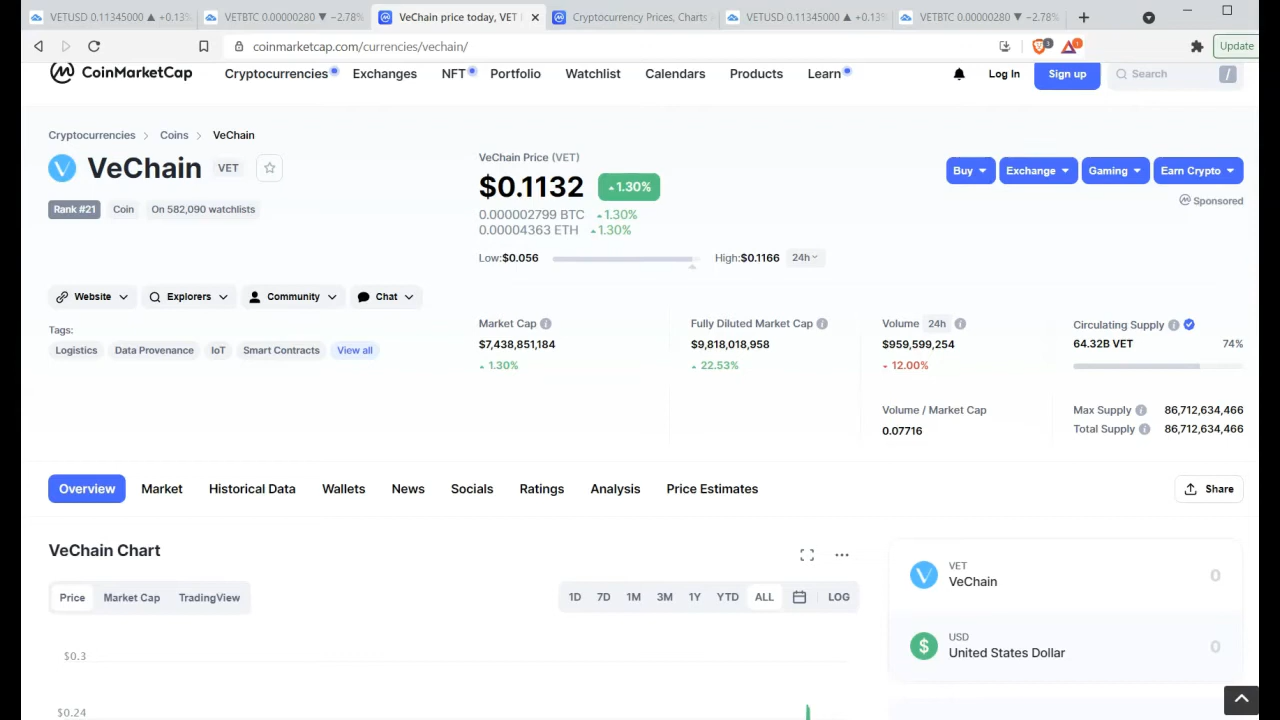 VETUSD 0.11345000 ▲ +0.13%
VETBTC 0.00000280 ▼ −2.78%
VeChain price today, VET
Cryptocurrency Prices, Charts
VETUSD 0.11345000 ▲ +0.13%
VETBTC 0.00000280 ▼ −2.78%
coinmarketcap.com/currencies/vechain/
3
1
Update
CoinMarketCap
Cryptocurrencies
Exchanges
NFT
Portfolio
Watchlist
Calendars
Products
Learn
Log In
Sign up
Search
/
Cryptocurrencies > Coins > VeChain
VeChain VET
Rank #21
Coin
On 582,090 watchlists
VeChain Price (VET)
$0.1132 ▲1.30%
0.000002799 BTC ▲1.30%
0.00004363 ETH ▲1.30%
Low:$0.056
High:$0.1166
24h
Buy
Exchange
Gaming
Earn Crypto
Sponsored
Website
Explorers
Community
Chat
Tags:
Logistics
Data Provenance
IoT
Smart Contracts
View all
Market Cap
$7,438,851,184
▲ 1.30%
Fully Diluted Market Cap
$9,818,018,958
▲ 22.53%
Volume 24h
$959,599,254
▼ 12.00%
Volume / Market Cap
0.07716
Circulating Supply
64.32B VET 74%
Max Supply 86,712,634,466
Total Supply 86,712,634,466
Overview
Market
Historical Data
Wallets
News
Socials
Ratings
Analysis
Price Estimates
Share
VeChain Chart
Price
Market Cap
TradingView
1D
7D
1M
3M
1Y
YTD
ALL
LOG
$0.3
$0.24
VET
VeChain
0
$
USD
United States Dollar
0